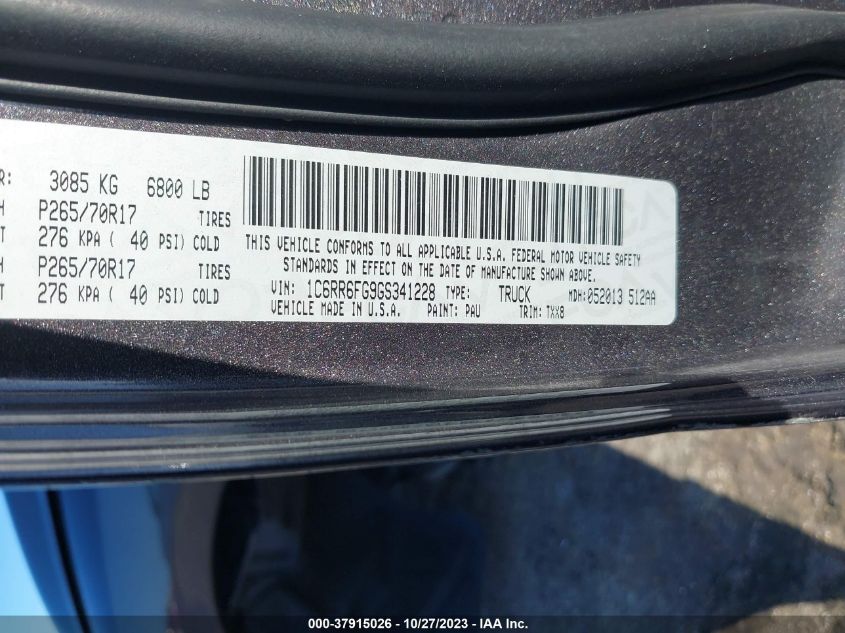 R: 3085 KG 6800 LB
H P265/70R17 TIRES
T 276 KPA ( 40 PSI) COLD
H P265/70R17 TIRES
T 276 KPA ( 40 PSI) COLD
THIS VEHICLE CONFORMS TO ALL APPLICABLE U.S.A. FEDERAL MOTOR VEHICLE SAFETY
STANDARDS IN EFFECT ON THE DATE OF MANUFACTURE SHOWN ABOVE.
VIN: 1C6RR6FG9GS341228 TYPE: TRUCK MDH: 052013 512AA
VEHICLE MADE IN U.S.A. PAINT: PAU TRIM: TXX8
000-37915026 - 10/27/2023 - IAA Inc.